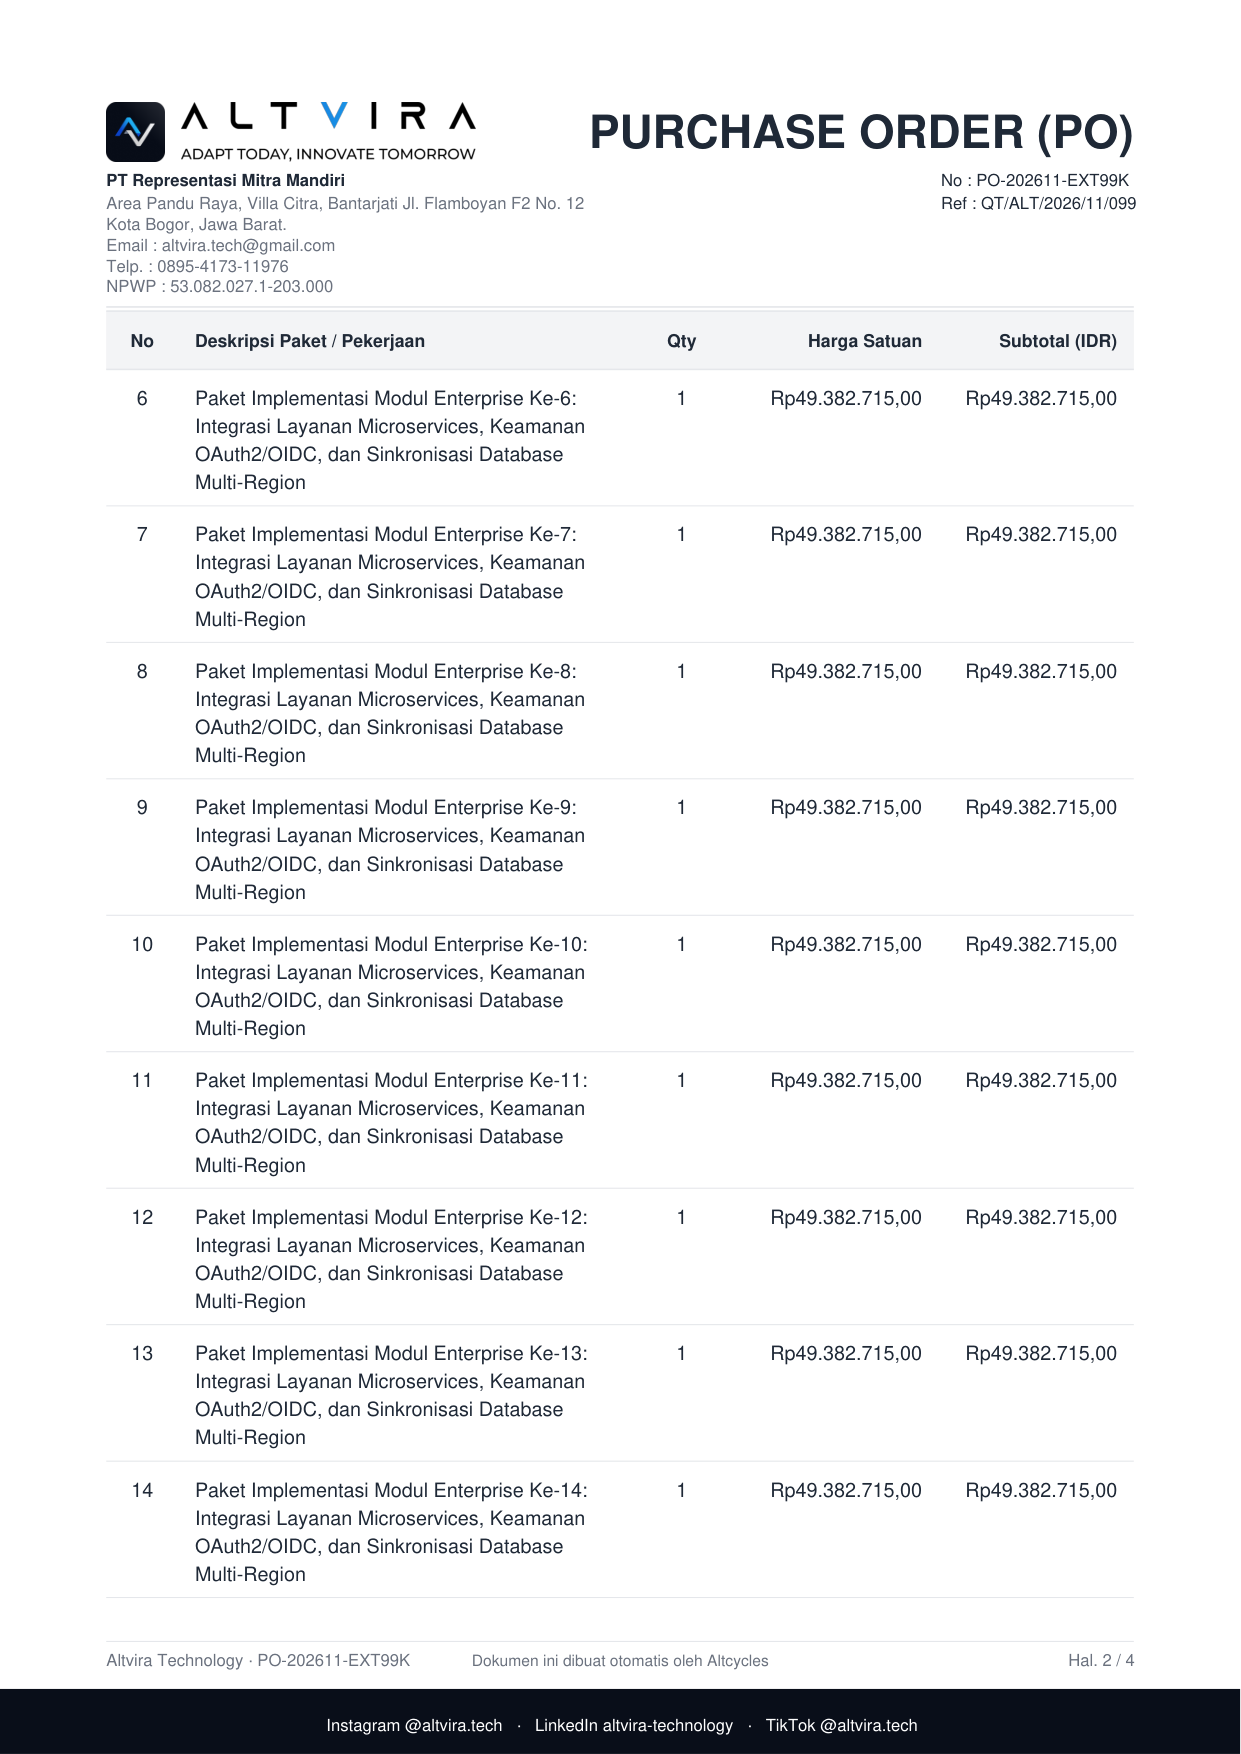 ALTVIRA
ADAPT TODAY, INNOVATE TOMORROW
PURCHASE ORDER (PO)
PT Representasi Mitra Mandiri
No : PO-202611-EXT99K
Area Pandu Raya, Villa Citra, Bantarjati Jl. Flamboyan F2 No. 12
Ref : QT/ALT/2026/11/099
Kota Bogor, Jawa Barat.
Email : altvira.tech@gmail.com
Telp. : 0895-4173-11976
NPWP : 53.082.027.1-203.000
No Deskripsi Paket / Pekerjaan Qty Harga Satuan Subtotal (IDR)
6 Paket Implementasi Modul Enterprise Ke-6: 1 Rp49.382.715,00 Rp49.382.715,00
Integrasi Layanan Microservices, Keamanan
OAuth2/OIDC, dan Sinkronisasi Database
Multi-Region
7 Paket Implementasi Modul Enterprise Ke-7: 1 Rp49.382.715,00 Rp49.382.715,00
Integrasi Layanan Microservices, Keamanan
OAuth2/OIDC, dan Sinkronisasi Database
Multi-Region
8 Paket Implementasi Modul Enterprise Ke-8: 1 Rp49.382.715,00 Rp49.382.715,00
Integrasi Layanan Microservices, Keamanan
OAuth2/OIDC, dan Sinkronisasi Database
Multi-Region
9 Paket Implementasi Modul Enterprise Ke-9: 1 Rp49.382.715,00 Rp49.382.715,00
Integrasi Layanan Microservices, Keamanan
OAuth2/OIDC, dan Sinkronisasi Database
Multi-Region
10 Paket Implementasi Modul Enterprise Ke-10: 1 Rp49.382.715,00 Rp49.382.715,00
Integrasi Layanan Microservices, Keamanan
OAuth2/OIDC, dan Sinkronisasi Database
Multi-Region
11 Paket Implementasi Modul Enterprise Ke-11: 1 Rp49.382.715,00 Rp49.382.715,00
Integrasi Layanan Microservices, Keamanan
OAuth2/OIDC, dan Sinkronisasi Database
Multi-Region
12 Paket Implementasi Modul Enterprise Ke-12: 1 Rp49.382.715,00 Rp49.382.715,00
Integrasi Layanan Microservices, Keamanan
OAuth2/OIDC, dan Sinkronisasi Database
Multi-Region
13 Paket Implementasi Modul Enterprise Ke-13: 1 Rp49.382.715,00 Rp49.382.715,00
Integrasi Layanan Microservices, Keamanan
OAuth2/OIDC, dan Sinkronisasi Database
Multi-Region
14 Paket Implementasi Modul Enterprise Ke-14: 1 Rp49.382.715,00 Rp49.382.715,00
Integrasi Layanan Microservices, Keamanan
OAuth2/OIDC, dan Sinkronisasi Database
Multi-Region
Altvira Technology · PO-202611-EXT99K Dokumen ini dibuat otomatis oleh Altcycles Hal. 2 / 4
Instagram @altvira.tech · LinkedIn altvira-technology · TikTok @altvira.tech